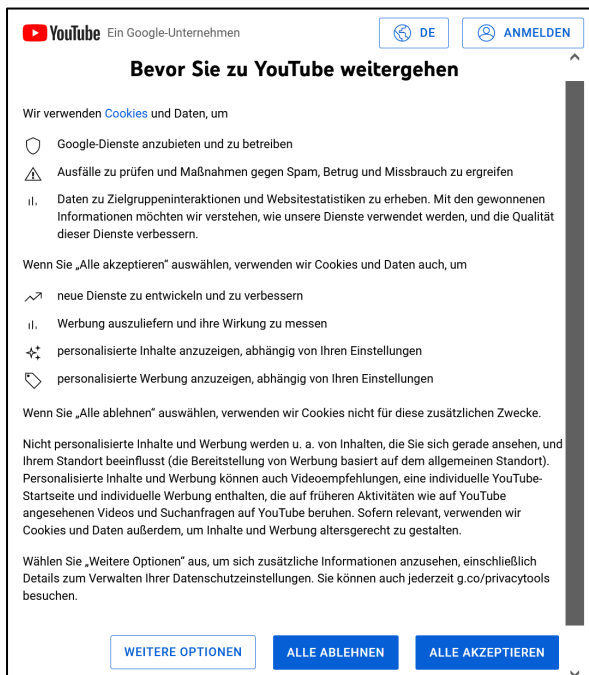 YouTube Ein Google-Unternehmen
DE
ANMELDEN
Bevor Sie zu YouTube weitergehen
Wir verwenden Cookies und Daten, um
Google-Dienste anzubieten und zu betreiben
Ausfälle zu prüfen und Maßnahmen gegen Spam, Betrug und Missbrauch zu ergreifen
Daten zu Zielgruppeninteraktionen und Websitestatistiken zu erheben. Mit den gewonnenen
Informationen möchten wir verstehen, wie unsere Dienste verwendet werden, und die Qualität
dieser Dienste verbessern.
Wenn Sie „Alle akzeptieren" auswählen, verwenden wir Cookies und Daten auch, um
neue Dienste zu entwickeln und zu verbessern
Werbung auszuliefern und ihre Wirkung zu messen
personalisierte Inhalte anzuzeigen, abhängig von Ihren Einstellungen
personalisierte Werbung anzuzeigen, abhängig von Ihren Einstellungen
Wenn Sie „Alle ablehnen" auswählen, verwenden wir Cookies nicht für diese zusätzlichen Zwecke.
Nicht personalisierte Inhalte und Werbung werden u. a. von Inhalten, die Sie sich gerade ansehen, und
Ihrem Standort beeinflusst (die Bereitstellung von Werbung basiert auf dem allgemeinen Standort).
Personalisierte Inhalte und Werbung können auch Videoempfehlungen, eine individuelle YouTube-
Startseite und individuelle Werbung enthalten, die auf früheren Aktivitäten wie auf YouTube
angesehenen Videos und Suchanfragen auf YouTube beruhen. Sofern relevant, verwenden wir
Cookies und Daten außerdem, um Inhalte und Werbung altersgerecht zu gestalten.
Wählen Sie „Weitere Optionen" aus, um sich zusätzliche Informationen anzusehen, einschließlich
Details zum Verwalten Ihrer Datenschutzeinstellungen. Sie können auch jederzeit g.co/privacytools
besuchen.
WEITERE OPTIONEN
ALLE ABLEHNEN
ALLE AKZEPTIEREN